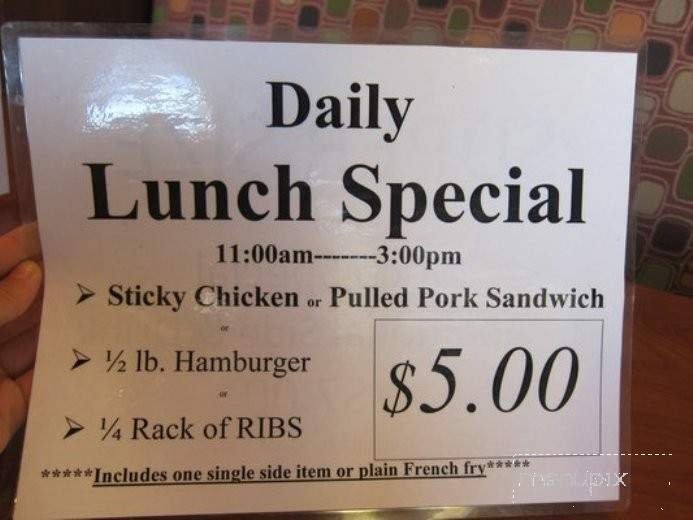 Daily
Lunch Special
11:00am-------3:00pm
➢ Sticky Chicken or Pulled Pork Sandwich
or
➢ ½ lb. Hamburger
or
➢ ¼ Rack of RIBS
$5.00
*****Includes one single side item or plain French fry*****
menupix